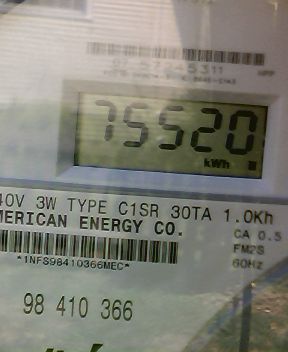 75520
kWh
40V 3W TYPE C1SR 30TA 1.0Kh
MERICAN ENERGY CO.
CA 0.5
FM2S
60Hz
*1NFS98410366MEC*
98 410 366